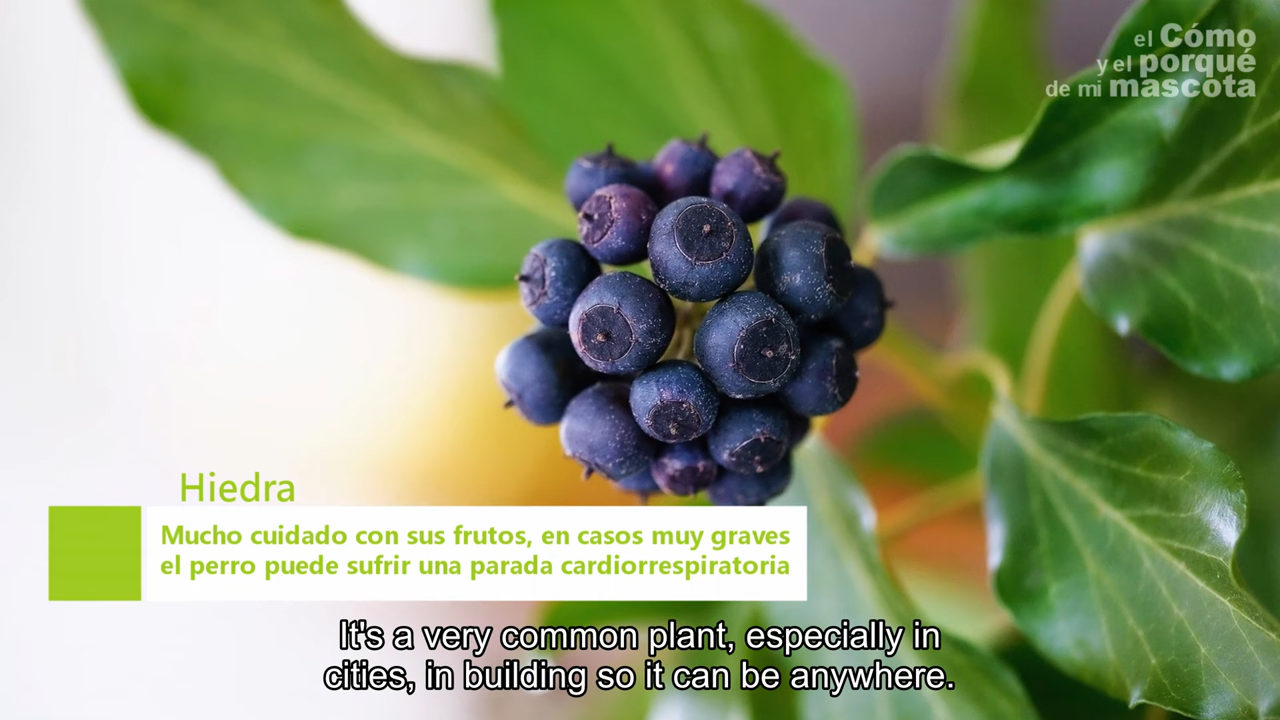 el Cómo
y el porqué
de mi mascota
Hiedra
Mucho cuidado con sus frutos, en casos muy graves
el perro puede sufrir una parada cardiorrespiratoria
It's a very common plant, especially in
cities, in building so it can be anywhere.